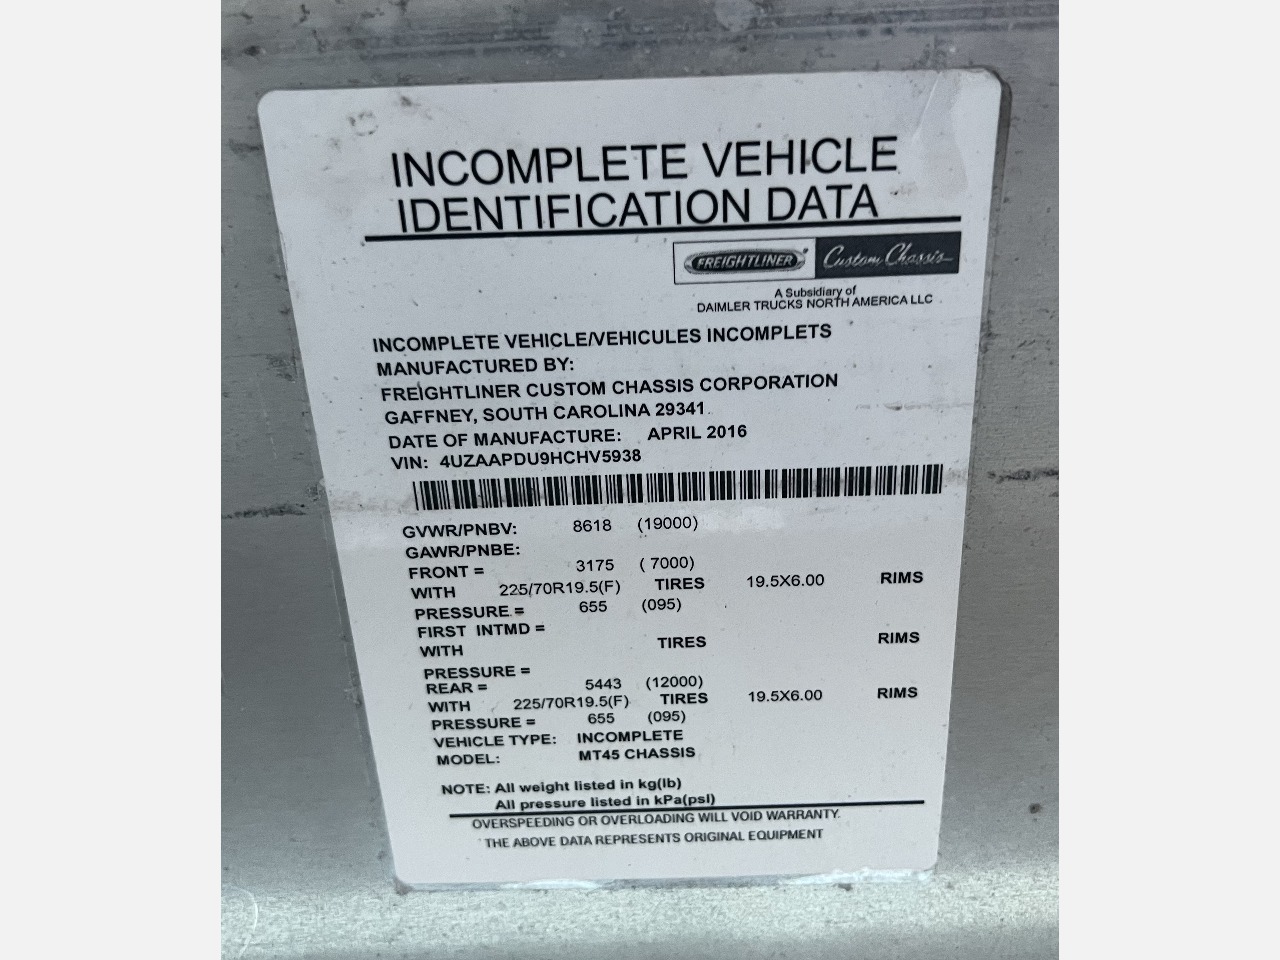 INCOMPLETE VEHICLE
IDENTIFICATION DATA
FREIGHTLINER Custom Chassis
A Subsidiary of
DAIMLER TRUCKS NORTH AMERICA LLC
INCOMPLETE VEHICLE/VEHICULES INCOMPLETS
MANUFACTURED BY:
FREIGHTLINER CUSTOM CHASSIS CORPORATION
GAFFNEY, SOUTH CAROLINA 29341
DATE OF MANUFACTURE: APRIL 2016
VIN: 4UZAAPDU9HCHV5938
GVWR/PNBV: 8618 (19000)
GAWR/PNBE:
FRONT = 3175 ( 7000)
WITH 225/70R19.5(F) TIRES 19.5X6.00 RIMS
PRESSURE = 655 (095)
FIRST INTMD =
WITH TIRES RIMS
PRESSURE =
REAR = 5443 (12000)
WITH 225/70R19.5(F) TIRES 19.5X6.00 RIMS
PRESSURE = 655 (095)
VEHICLE TYPE: INCOMPLETE
MODEL: MT45 CHASSIS
NOTE: All weight listed in kg(lb)
All pressure listed in kPa(psi)
OVERSPEEDING OR OVERLOADING WILL VOID WARRANTY.
THE ABOVE DATA REPRESENTS ORIGINAL EQUIPMENT